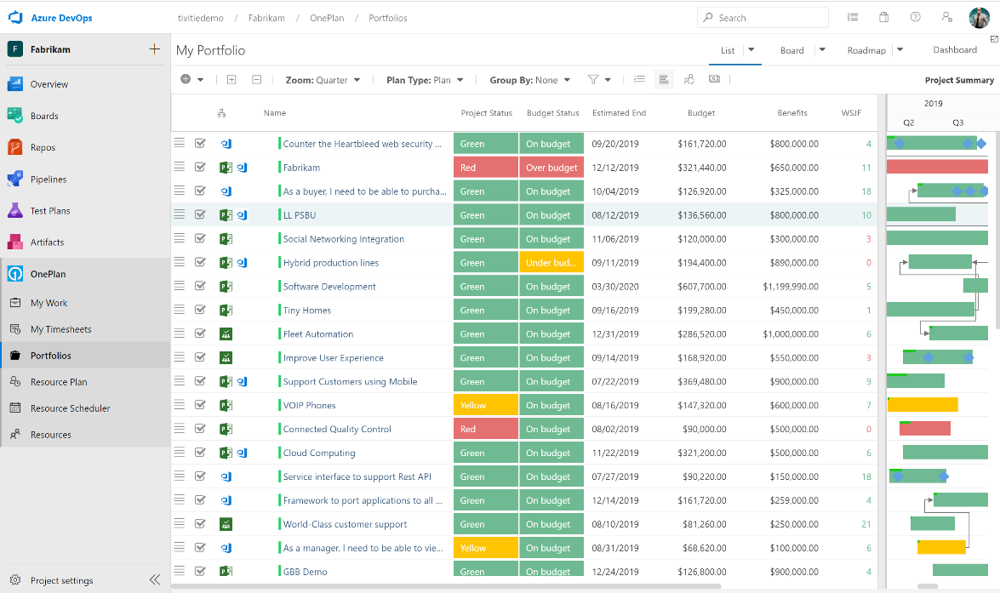 Azure DevOps
tivitiedemo / Fabrikam / OnePlan / Portfolios
Search
F Fabrikam
Overview
Boards
Repos
Pipelines
Test Plans
Artifacts
OnePlan
My Work
My Timesheets
Portfolios
Resource Plan
Resource Scheduler
Resources
Project settings
My Portfolio
List Board Roadmap Dashboard
Zoom: Quarter Plan Type: Plan Group By: None
Project Summary
Name Project Status Budget Status Estimated End Budget Benefits WSJF
2019
Q2 Q3
Counter the Heartbleed web security ... Green On budget 09/20/2019 $161,720.00 $800,000.00 4
Fabrikam Red Over budget 08/12/2019 $321,440.00 $650,000.00 11
As a buyer, I need to be able to purcha... Green On budget 10/04/2019 $126,920.00 $325,000.00 18
LL PSBU Green On budget 08/12/2019 $136,560.00 $800,000.00 10
Social Networking Integration Green On budget 11/06/2019 $120,000.00 $300,000.00 3
Hybrid production lines Green Under bud... 09/11/2019 $194,400.00 $890,000.00 0
Software Development Green On budget 03/30/2020 $607,700.00 $1,199,990.00 5
Tiny Homes Green On budget 09/16/2019 $199,280.00 $450,000.00 1
Fleet Automation Green On budget 12/31/2019 $286,520.00 $1,000,000.00 6
Improve User Experience Green On budget 09/14/2019 $168,920.00 $550,000.00 3
Support Customers using Mobile Green On budget 07/22/2019 $369,480.00 $900,000.00 9
VOIP Phones Yellow On budget 08/16/2019 $147,320.00 $600,000.00 7
Connected Quality Control Red On budget 08/02/2019 $90,000.00 $500,000.00 0
Cloud Computing Green On budget 11/22/2019 $321,200.00 $500,000.00 6
Service interface to support Rest API Green On budget 07/27/2019 $90,220.00 $150,000.00 18
Framework to port applications to all ... Green On budget 12/14/2019 $161,720.00 $259,000.00 4
World-Class customer support Green On budget 08/10/2019 $81,260.00 $250,000.00 21
As a manager, I need to be able to vie... Yellow On budget 08/31/2019 $68,620.00 $100,000.00 6
GBB Demo Green On budget 12/24/2019 $126,800.00 $900,000.00 4